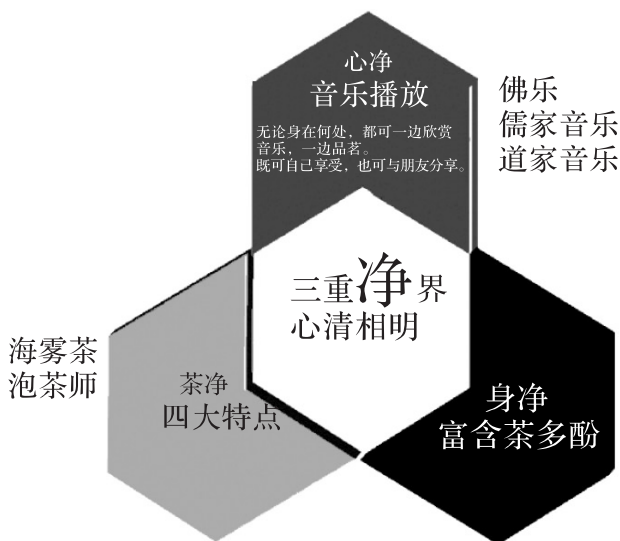 心净
音乐播放
无论身在何处，都可一边欣赏
音乐，一边品茗。
既可自己享受，也可与朋友分享。
佛乐
儒家音乐
道家音乐
三重净界
心清相明
海雾茶
泡茶师
茶净
四大特点
身净
富含茶多酚